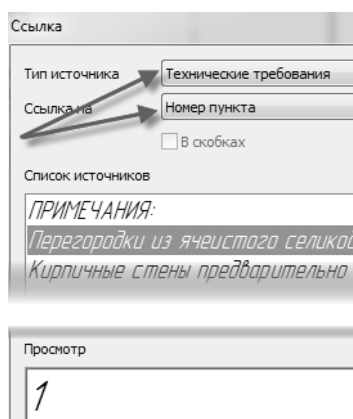 Ссылка
Тип источника Технические требования
Ссылка на Номер пункта
В скобках
Список источников
ПРИМЕЧАНИЯ:
Перегородки из ячеистого
Кирпичные стены предварительно
Просмотр
1